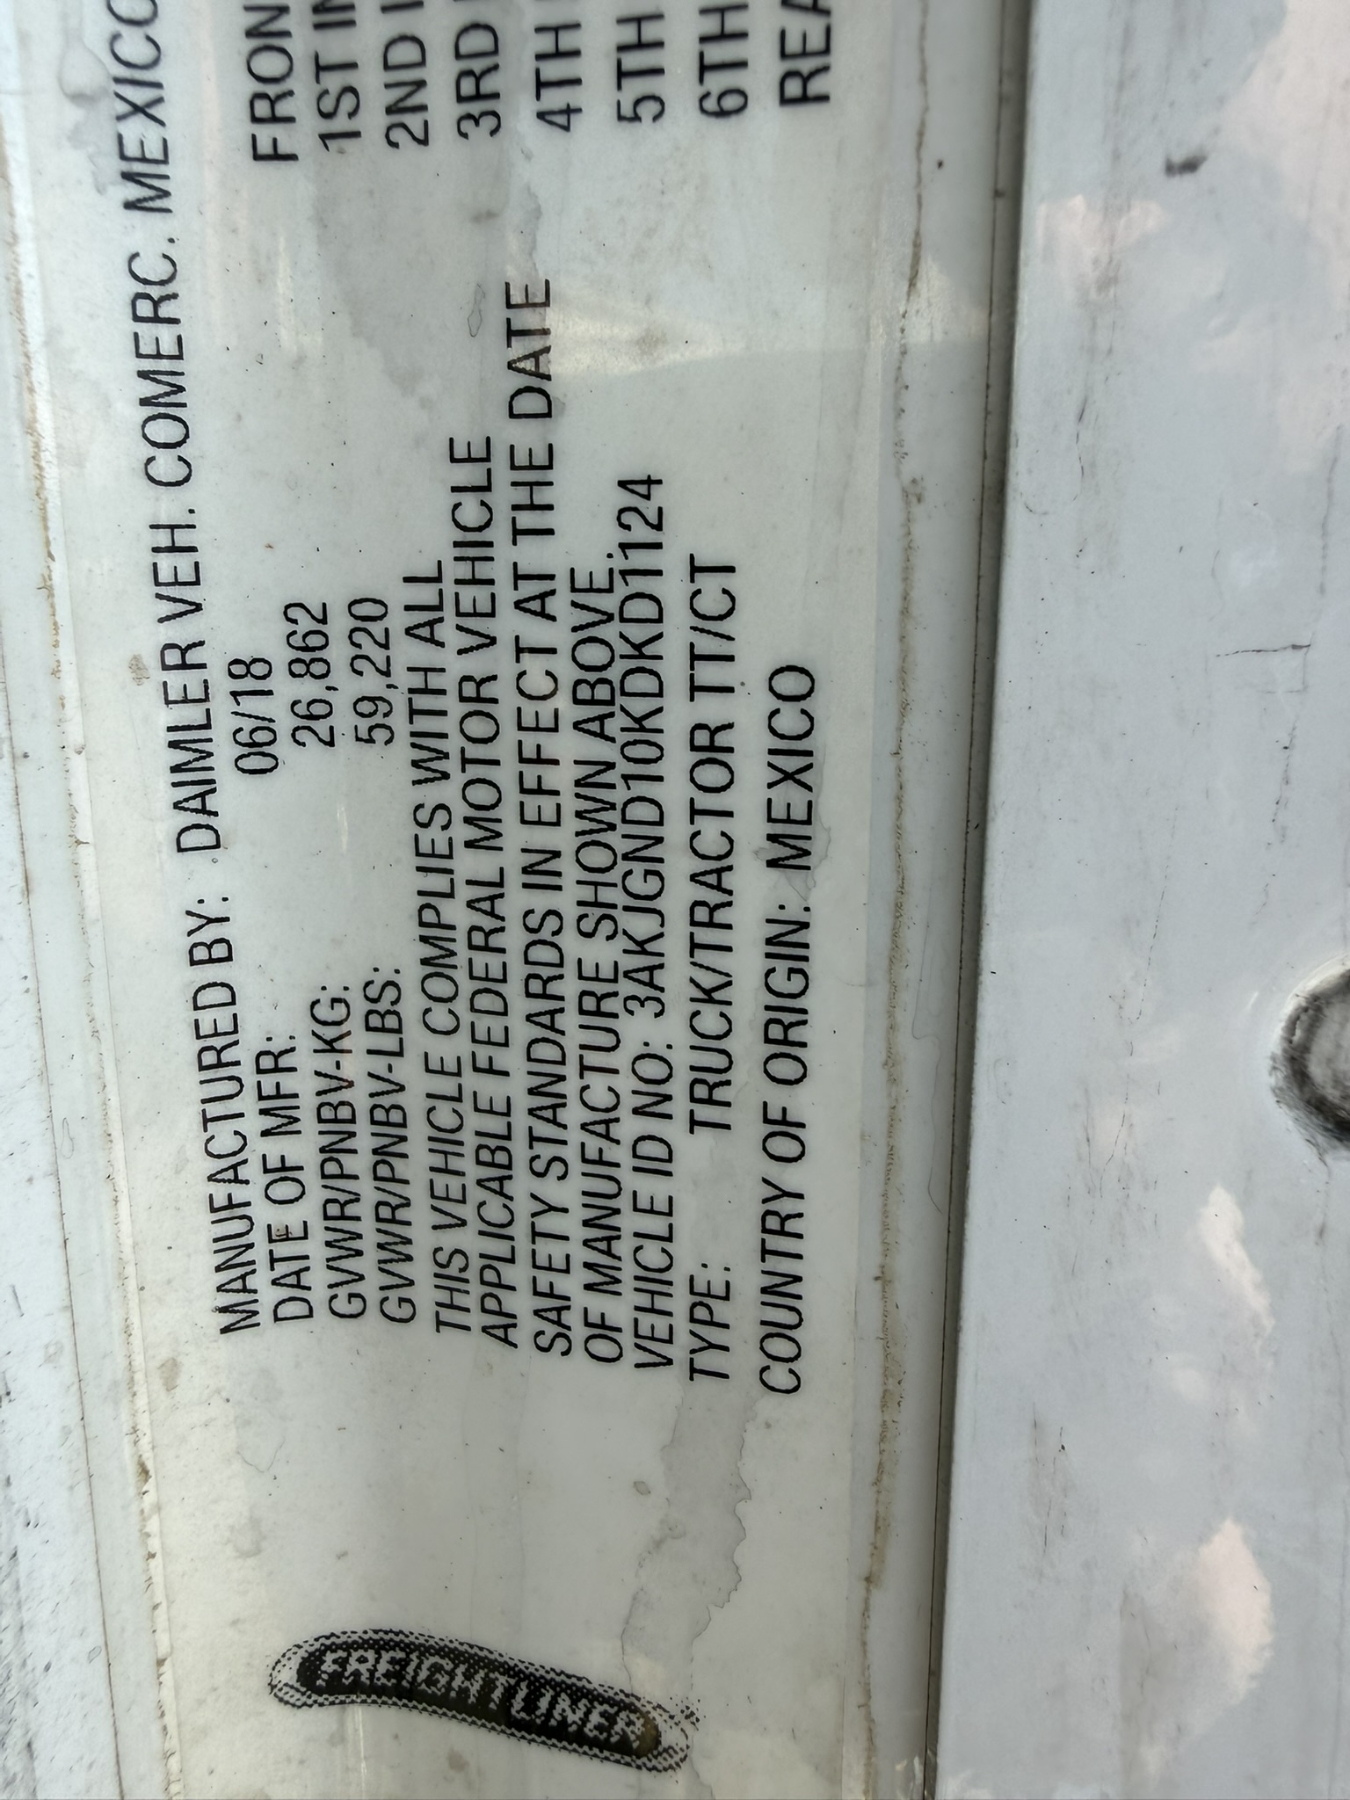 FREIGHTLINER
MANUFACTURED BY: DAIMLER VEH. COMERC. MEXICO
DATE OF MFR: 06/18
GVWR/PNBV-KG: 26,862
GVWR/PNBV-LBS: 59,220
THIS VEHICLE COMPLIES WITH ALL
APPLICABLE FEDERAL MOTOR VEHICLE
SAFETY STANDARDS IN EFFECT AT THE DATE
OF MANUFACTURE SHOWN ABOVE.
VEHICLE ID NO: 3AKJGND10KDKD1124
TYPE: TRUCK/TRACTOR TT/CT
COUNTRY OF ORIGIN: MEXICO
FRON
1ST IN
2ND I
3RD
4TH
5TH
6TH
REA